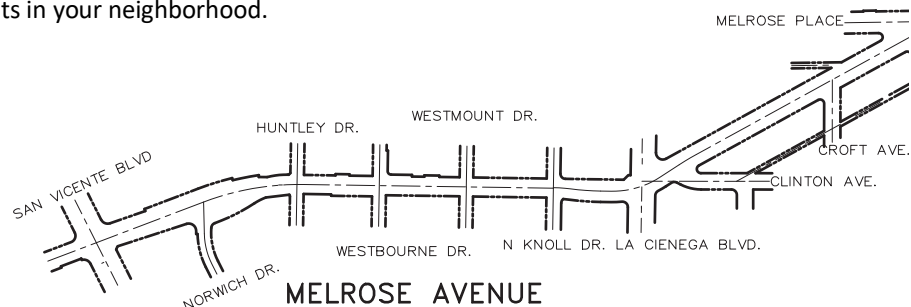 ts in your neighborhood.
MELROSE PLACE
WESTMOUNT DR.
HUNTLEY DR.
CROFT AVE.
SAN VICENTE BLVD
CLINTON AVE.
WESTBOURNE DR.
N KNOLL DR.
LA CIENEGA BLVD.
NORWICH DR.
MELROSE AVENUE